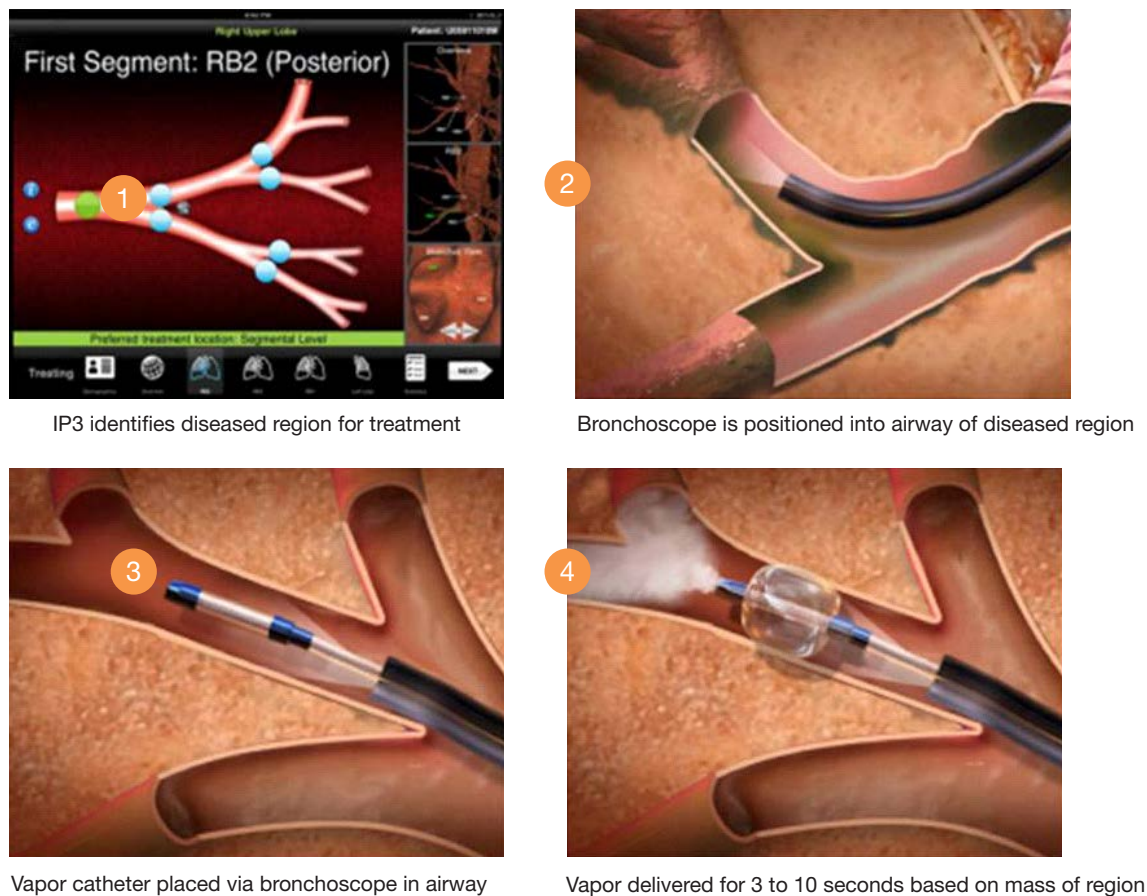 Right Upper Lobe
First Segment: RB2 (Posterior)
1
Preferred treatment location: Segmental Level
Treating
NEXT
IP3 identifies diseased region for treatment
2
Bronchoscope is positioned into airway of diseased region
3
Vapor catheter placed via bronchoscope in airway
4
Vapor delivered for 3 to 10 seconds based on mass of region